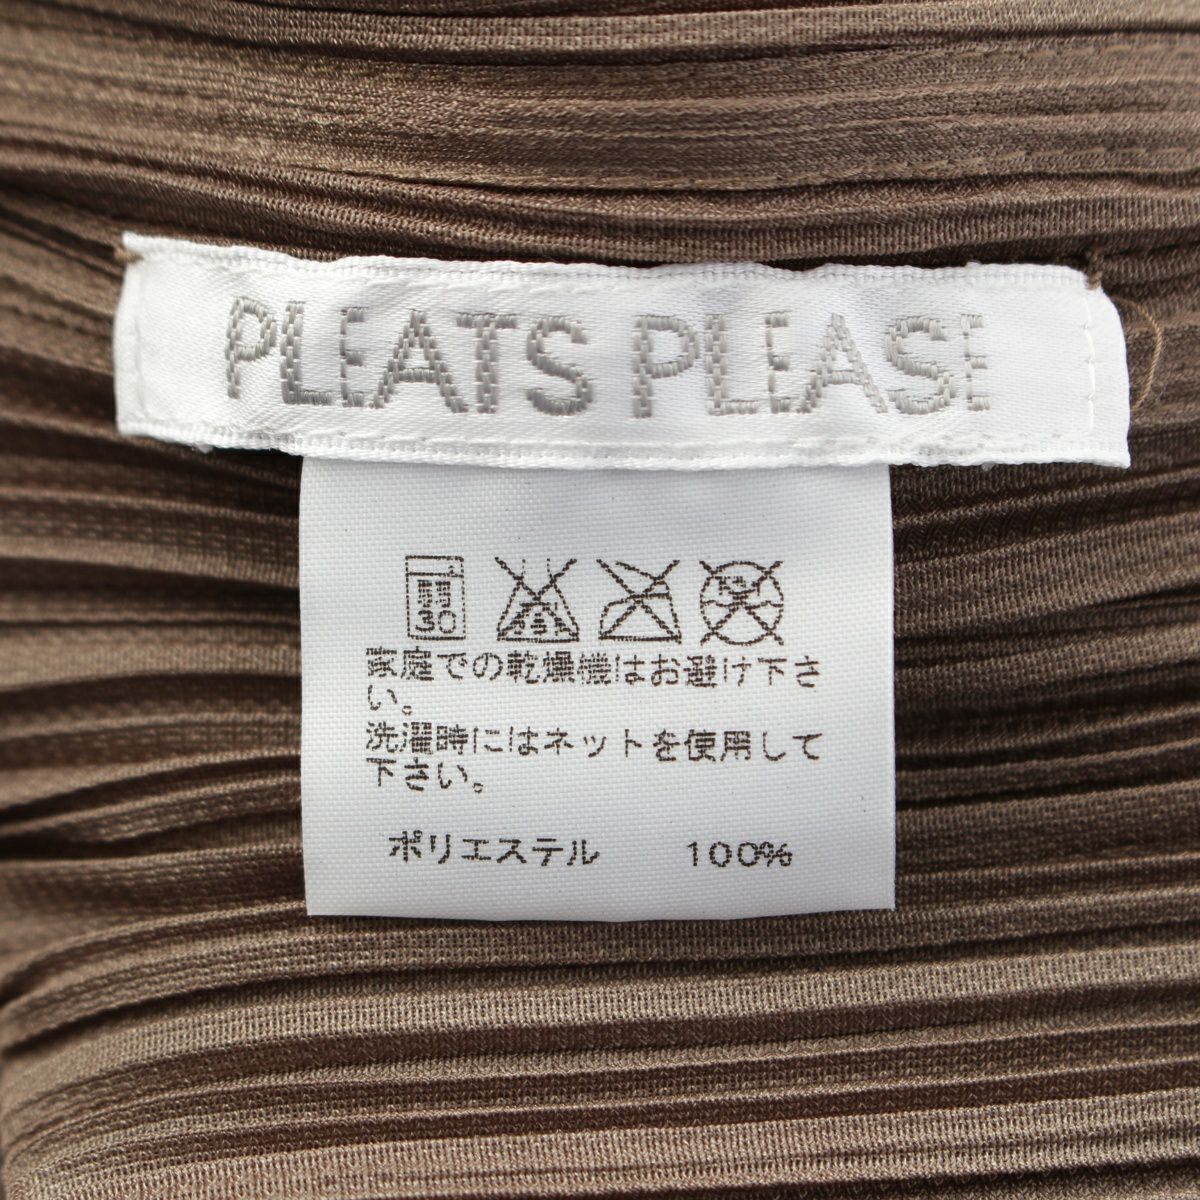 PLEATS PLEASE
弱
30
家庭での乾燥機はお避け下さ
い。
洗濯時にはネットを使用して
下さい。
ポリエステル 100%